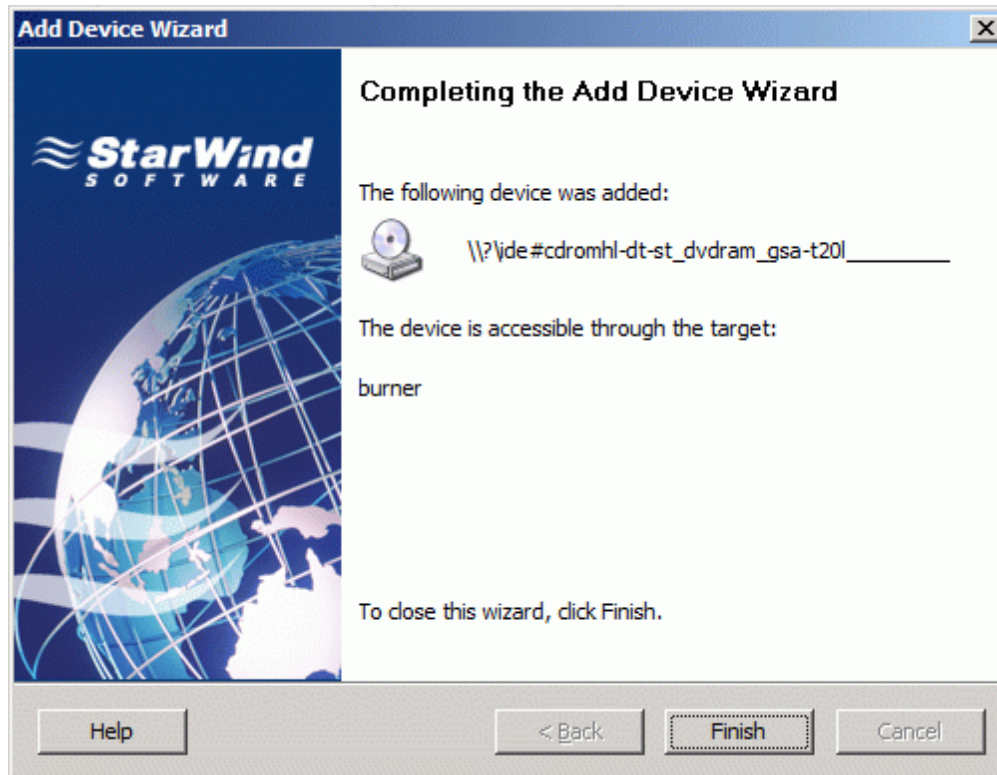 Add Device Wizard
StarWind
SOFTWARE
Completing the Add Device Wizard
The following device was added:
\\?\ide#cdromhl-dt-st_dvdram_gsa-t20l_________
The device is accessible through the target:
burner
To close this wizard, click Finish.
Help
< Back
Finish
Cancel